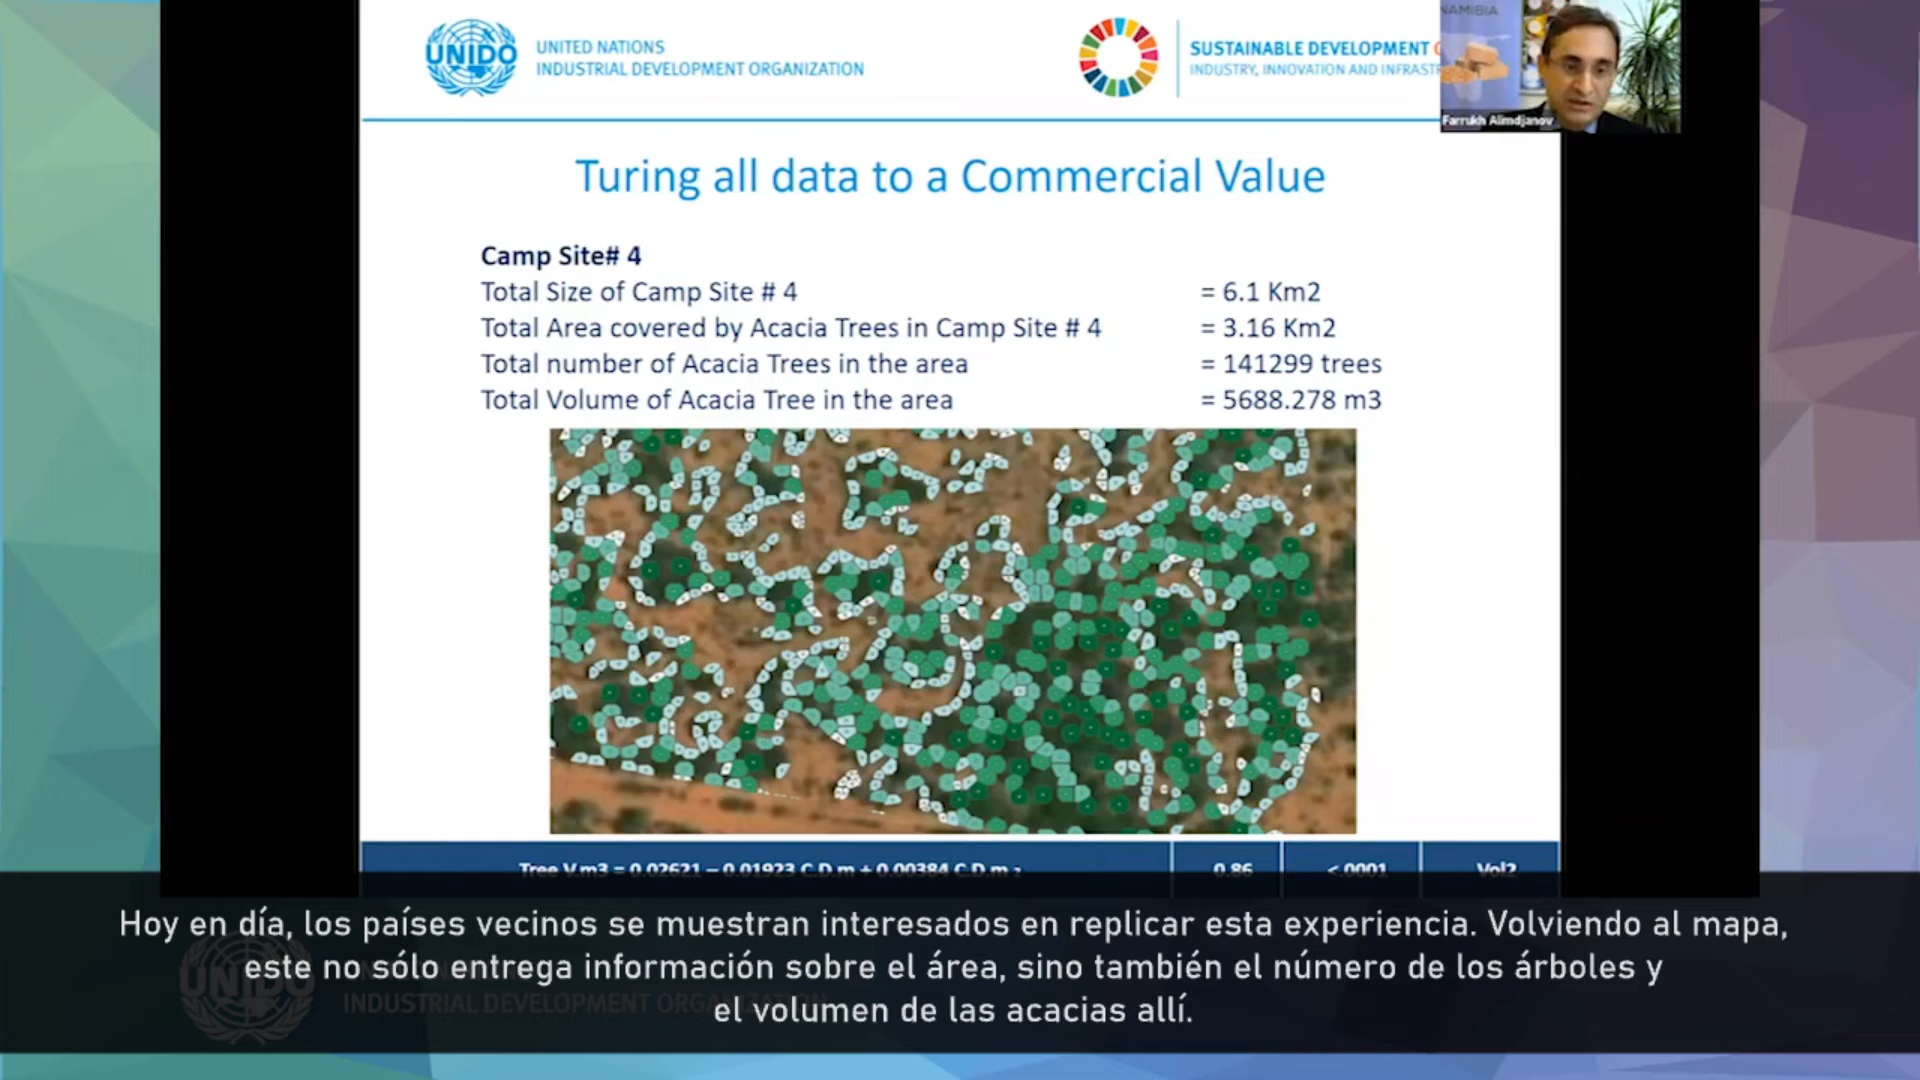 UNIDO
UNITED NATIONS
INDUSTRIAL DEVELOPMENT ORGANIZATION
SUSTAINABLE DEVELOPMENT
INDUSTRY, INNOVATION AND INFRAST
NAMIBIA
Farrukh Alimdjanov
Turing all data to a Commercial Value
Camp Site# 4
Total Size of Camp Site # 4 = 6.1 Km2
Total Area covered by Acacia Trees in Camp Site # 4 = 3.16 Km2
Total number of Acacia Trees in the area = 141299 trees
Total Volume of Acacia Tree in the area = 5688.278 m3
Tree V.m3 = 0.02621 – 0.01923 C.D.m + 0.00384 C.D.m 2 0.86 <.0001 Vol2
Hoy en día, los países vecinos se muestran interesados en replicar esta experiencia. Volviendo al mapa,
este no sólo entrega información sobre el área, sino también el número de los árboles y
el volumen de las acacias allí.
UNIDO
INDUSTRIAL DEVELOPMENT ORGANIZATION